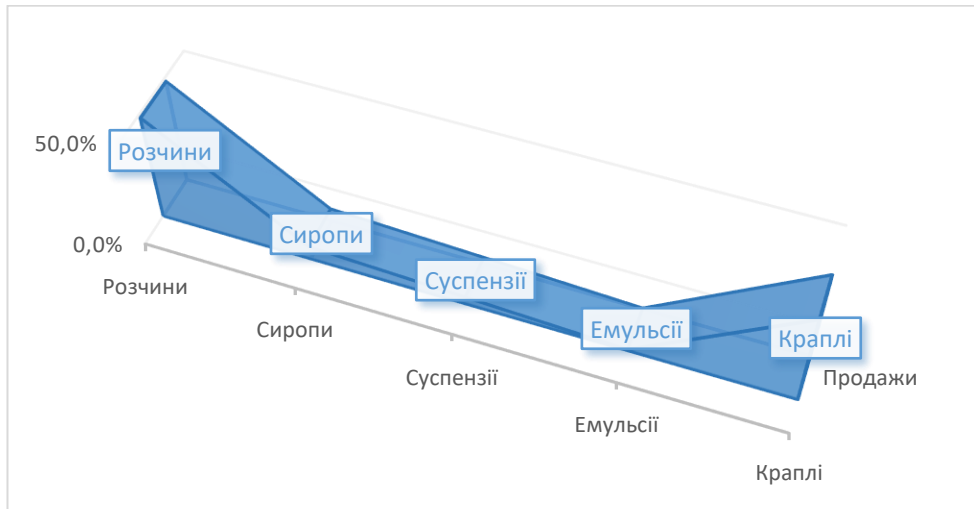 50,0%
0,0%
Розчини
Сиропи
Суспензії
Емульсії
Краплі
Розчини
Сиропи
Суспензії
Емульсії
Краплі
Продажи